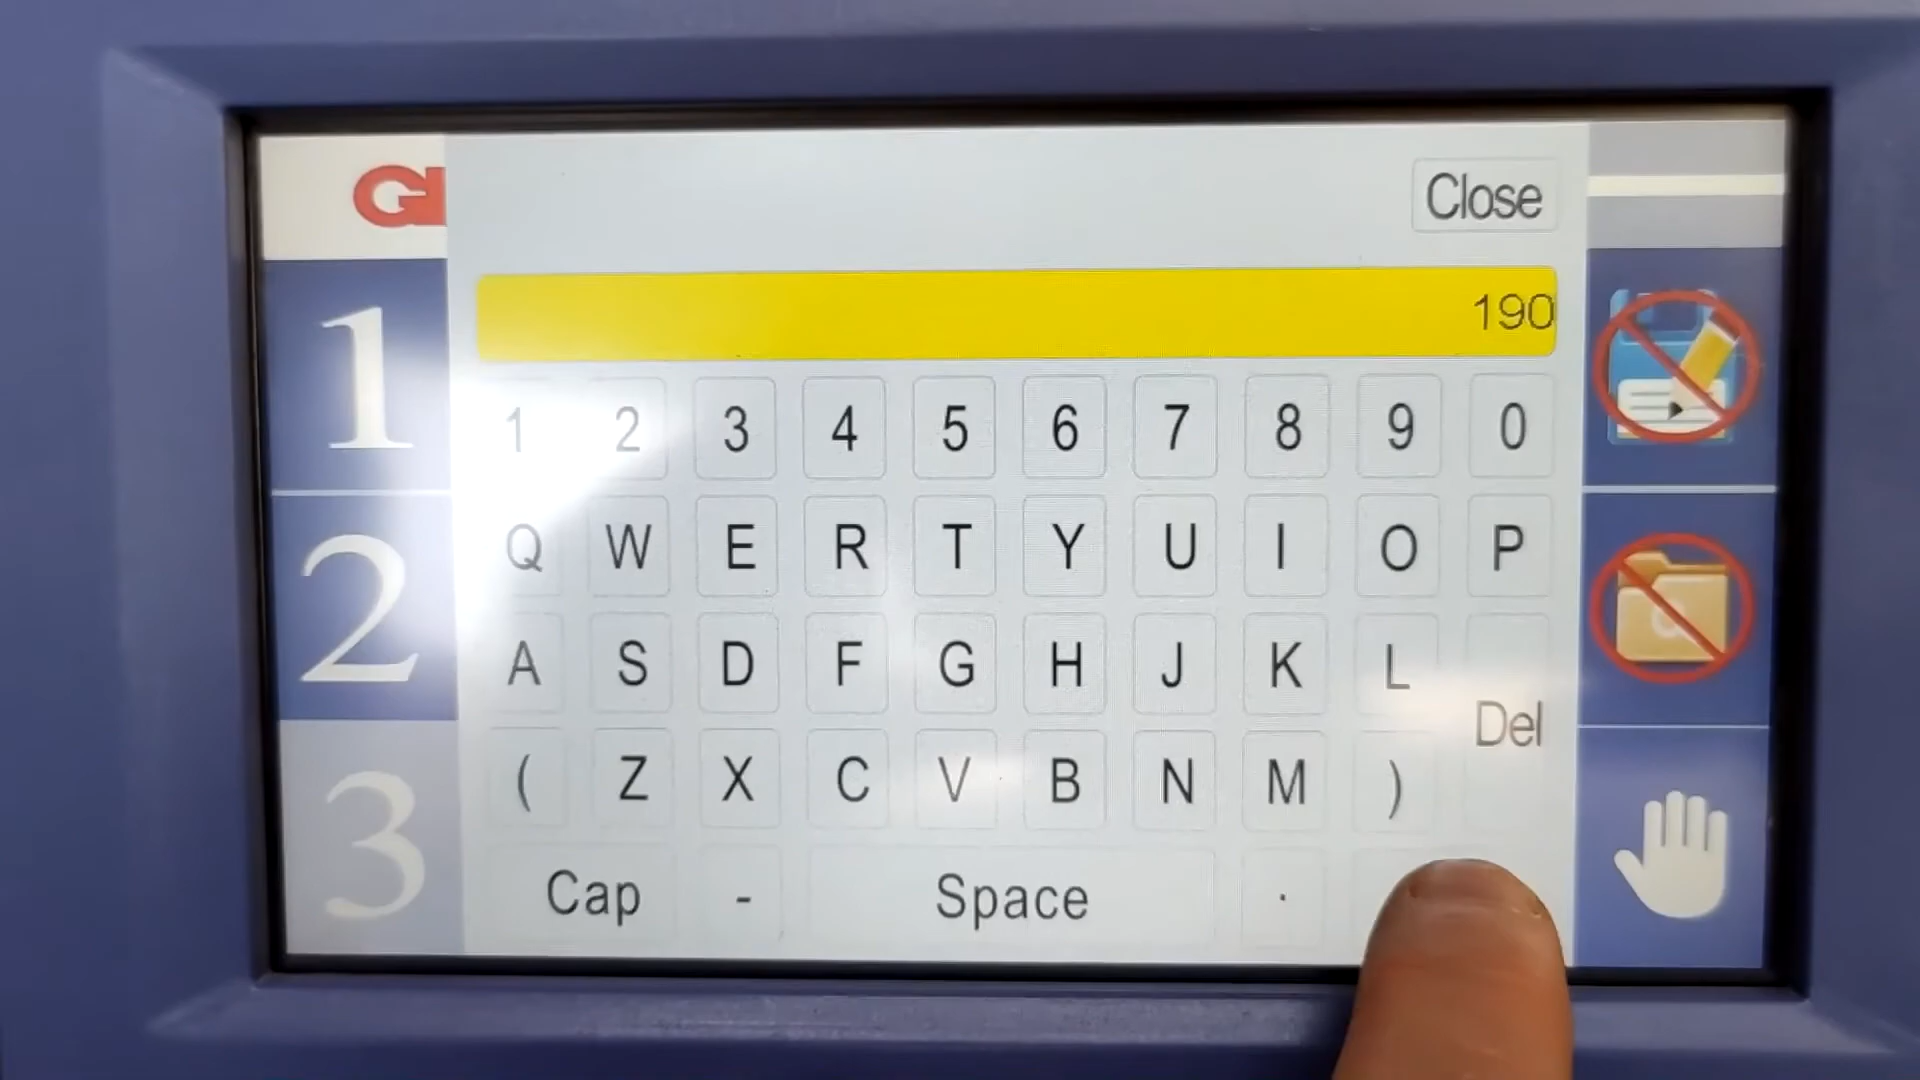 Close
190
1 2 3 4 5 6 7 8 9 0
Q W E R T Y U I O P
A S D F G H J K L
Del
( Z X C V B N M )
Cap - Space .
1
2
3